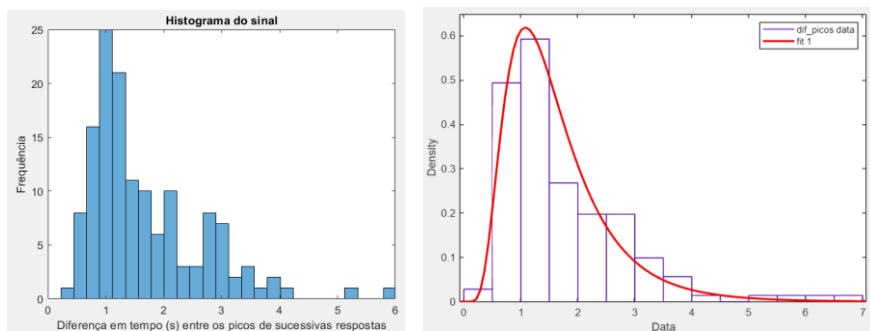 Histograma do sinal
25
20
15
10
5
0
Frequência
0 1 2 3 4 5 6
Diferença em tempo (s) entre os picos de sucessivas respostas
0.6
0.5
0.4
0.3
0.2
0.1
0
Density
dif_picos data
fit 1
0 1 2 3 4 5 6 7
Data